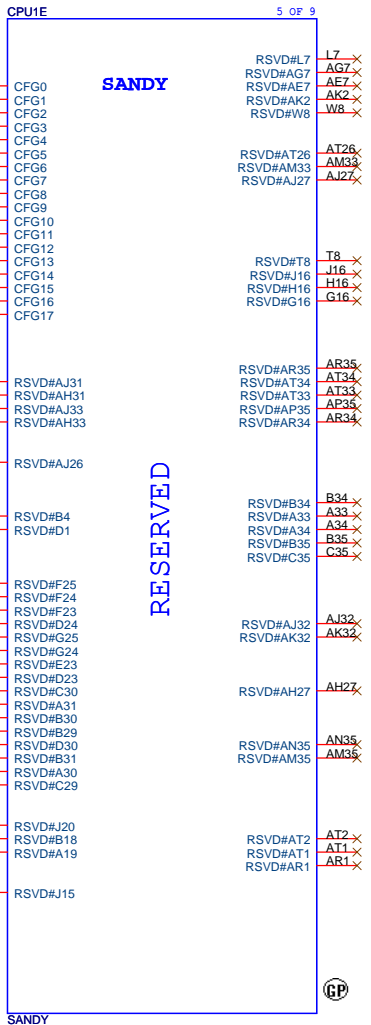 CPU1E
5 OF 9
SANDY
CFG0
CFG1
CFG2
CFG3
CFG4
CFG5
CFG6
CFG7
CFG8
CFG9
CFG10
CFG11
CFG12
CFG13
CFG14
CFG15
CFG16
CFG17
RSVD#AJ31
RSVD#AH31
RSVD#AJ33
RSVD#AH33
RSVD#AJ26
RSVD#B4
RSVD#D1
RSVD#F25
RSVD#F24
RSVD#F23
RSVD#D24
RSVD#G25
RSVD#G24
RSVD#E23
RSVD#D23
RSVD#C30
RSVD#A31
RSVD#B30
RSVD#B29
RSVD#D30
RSVD#B31
RSVD#A30
RSVD#C29
RSVD#J20
RSVD#B18
RSVD#A19
RSVD#J15
RESERVED
RSVD#L7 L7
RSVD#AG7 AG7
RSVD#AE7 AE7
RSVD#AK2 AK2
RSVD#W8 W8
RSVD#AT26 AT26
RSVD#AM33 AM33
RSVD#AJ27 AJ27
RSVD#T8 T8
RSVD#J16 J16
RSVD#H16 H16
RSVD#G16 G16
RSVD#AR35 AR35
RSVD#AT34 AT34
RSVD#AT33 AT33
RSVD#AP35 AP35
RSVD#AR34 AR34
RSVD#B34 B34
RSVD#A33 A33
RSVD#A34 A34
RSVD#B35 B35
RSVD#C35 C35
RSVD#AJ32 AJ32
RSVD#AK32 AK32
RSVD#AH27 AH27
RSVD#AN35 AN35
RSVD#AM35 AM35
RSVD#AT2 AT2
RSVD#AT1 AT1
RSVD#AR1 AR1
GP
SANDY